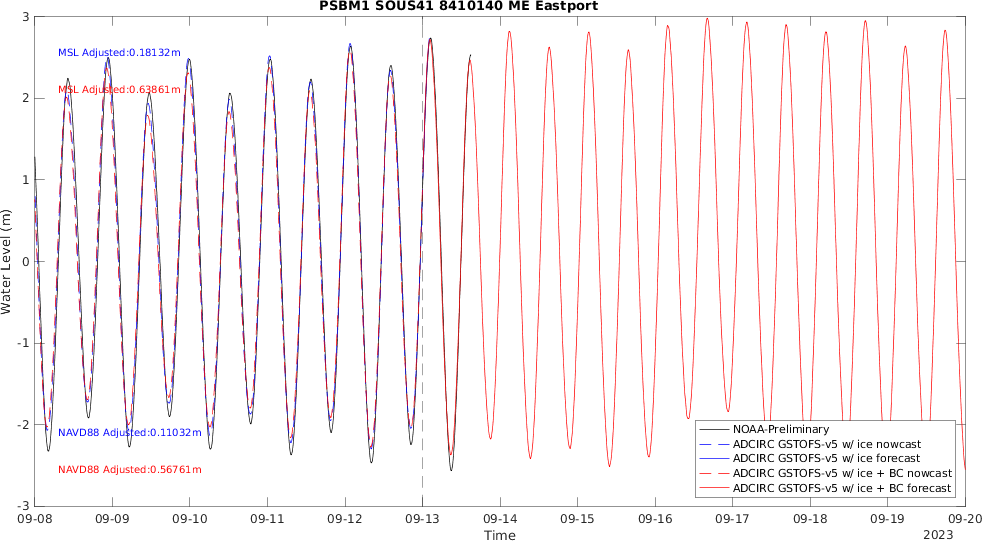 PSBM1 SOUS41 8410140 ME Eastport
3
2
1
0
-1
-2
-3
Water Level (m)
MSL Adjusted:0.18132m
MSL Adjusted:0.63861m
NAVD88 Adjusted:0.11032m
NAVD88 Adjusted:0.56761m
NOAA-Preliminary
ADCIRC GSTOFS-v5 w/ ice nowcast
ADCIRC GSTOFS-v5 w/ ice forecast
ADCIRC GSTOFS-v5 w/ ice + BC nowcast
ADCIRC GSTOFS-v5 w/ ice + BC forecast
09-08 09-09 09-10 09-11 09-12 09-13 09-14 09-15 09-16 09-17 09-18 09-19 09-20
Time
2023